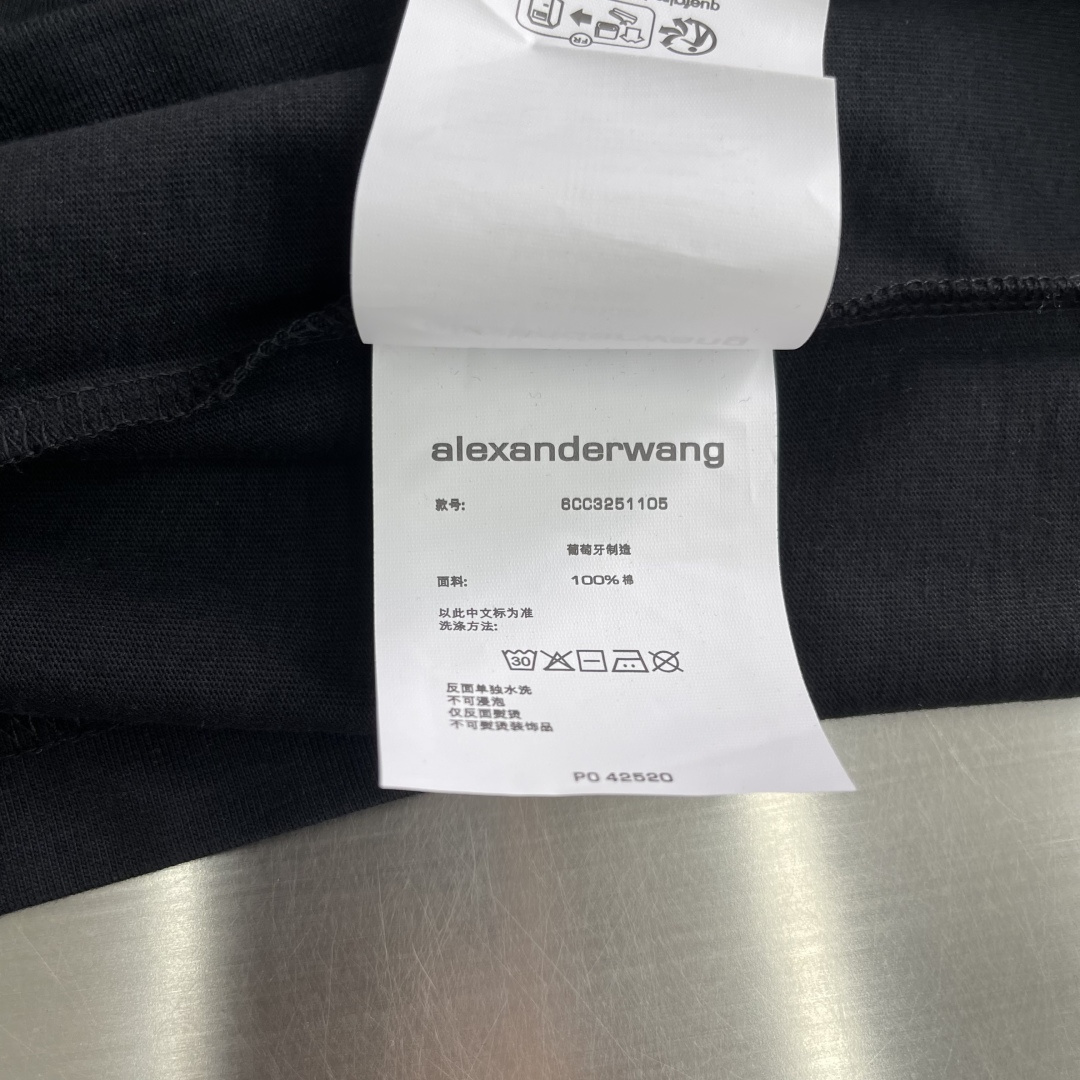 FR
alexanderwang
款号: 6CC3251105
葡萄牙制造
面料: 100% 棉
以此中文标为准
洗涤方法:
30
反面单独水洗
不可浸泡
仅反面熨烫
不可熨烫装饰品
PO 42520